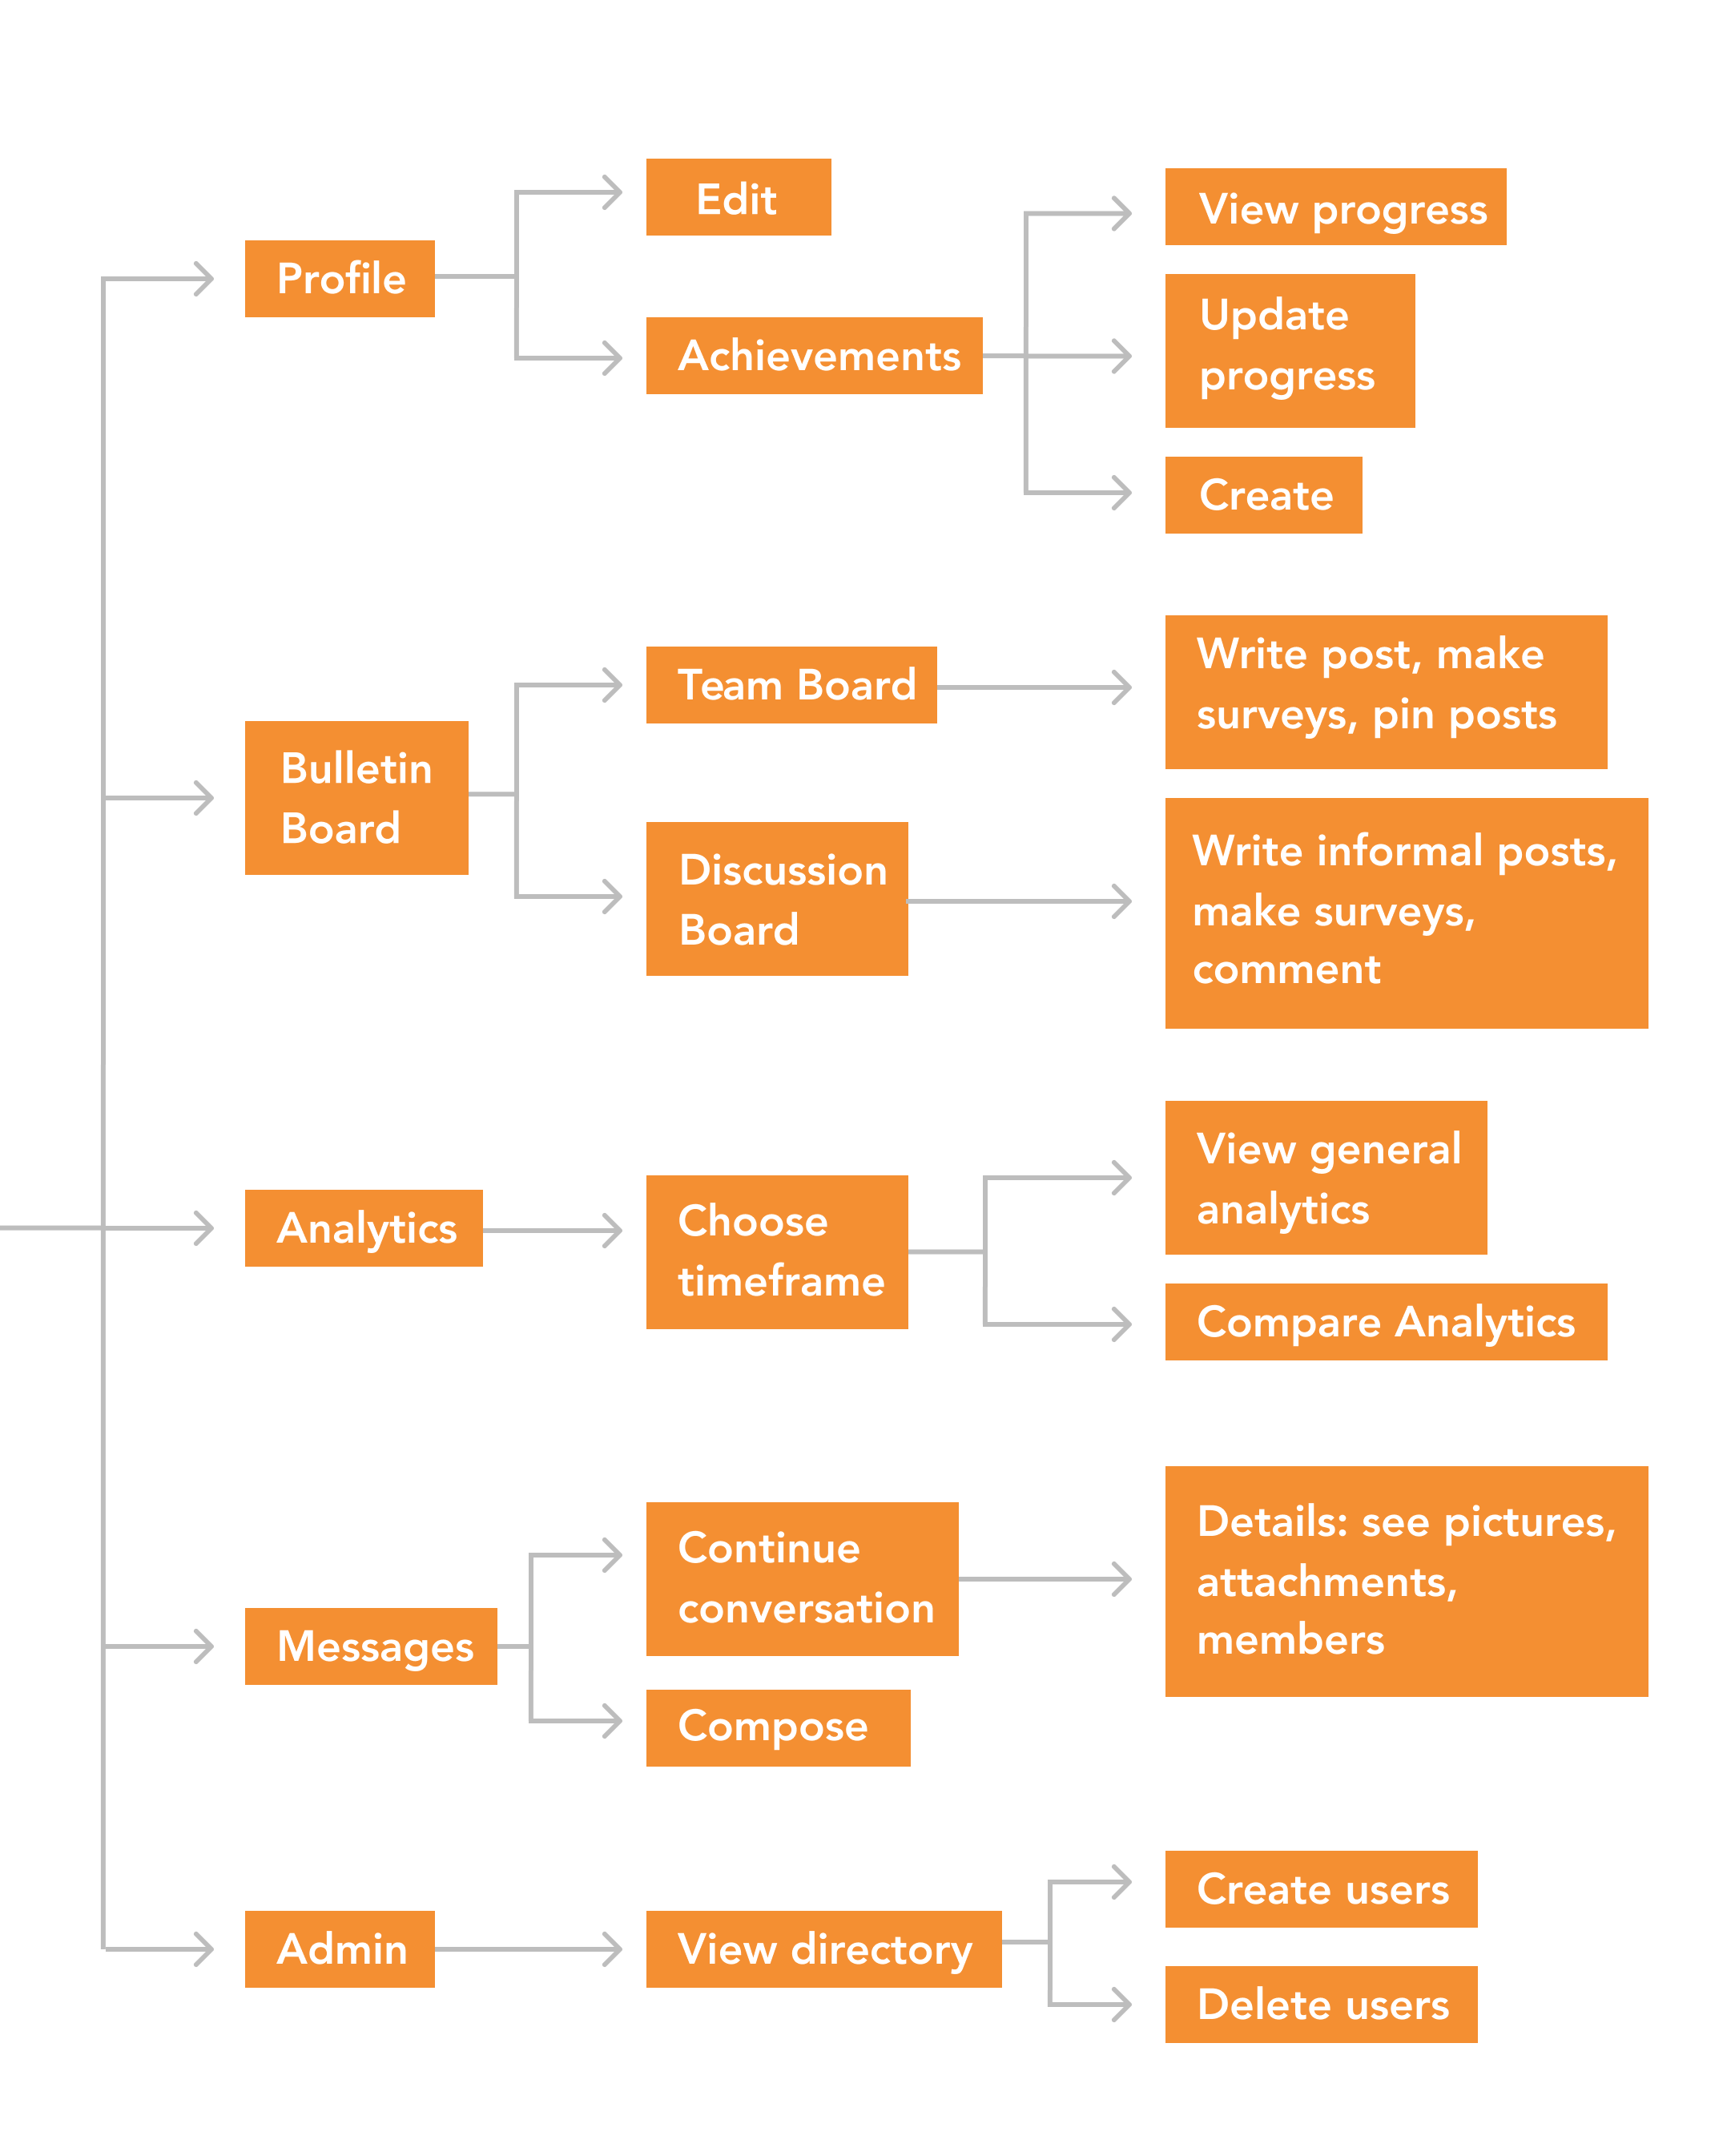 Edit
View progress
Profile
Update
progress
Achievements
Create
Write post, make
surveys, pin posts
Team Board
Bulletin
Board
Discussion
Board
Write informal posts,
make surveys,
comment
View general
analytics
Analytics
Choose
timeframe
Compare Analytics
Continue
conversation
Details: see pictures,
attachments,
members
Messages
Compose
Create users
Admin
View directory
Delete users